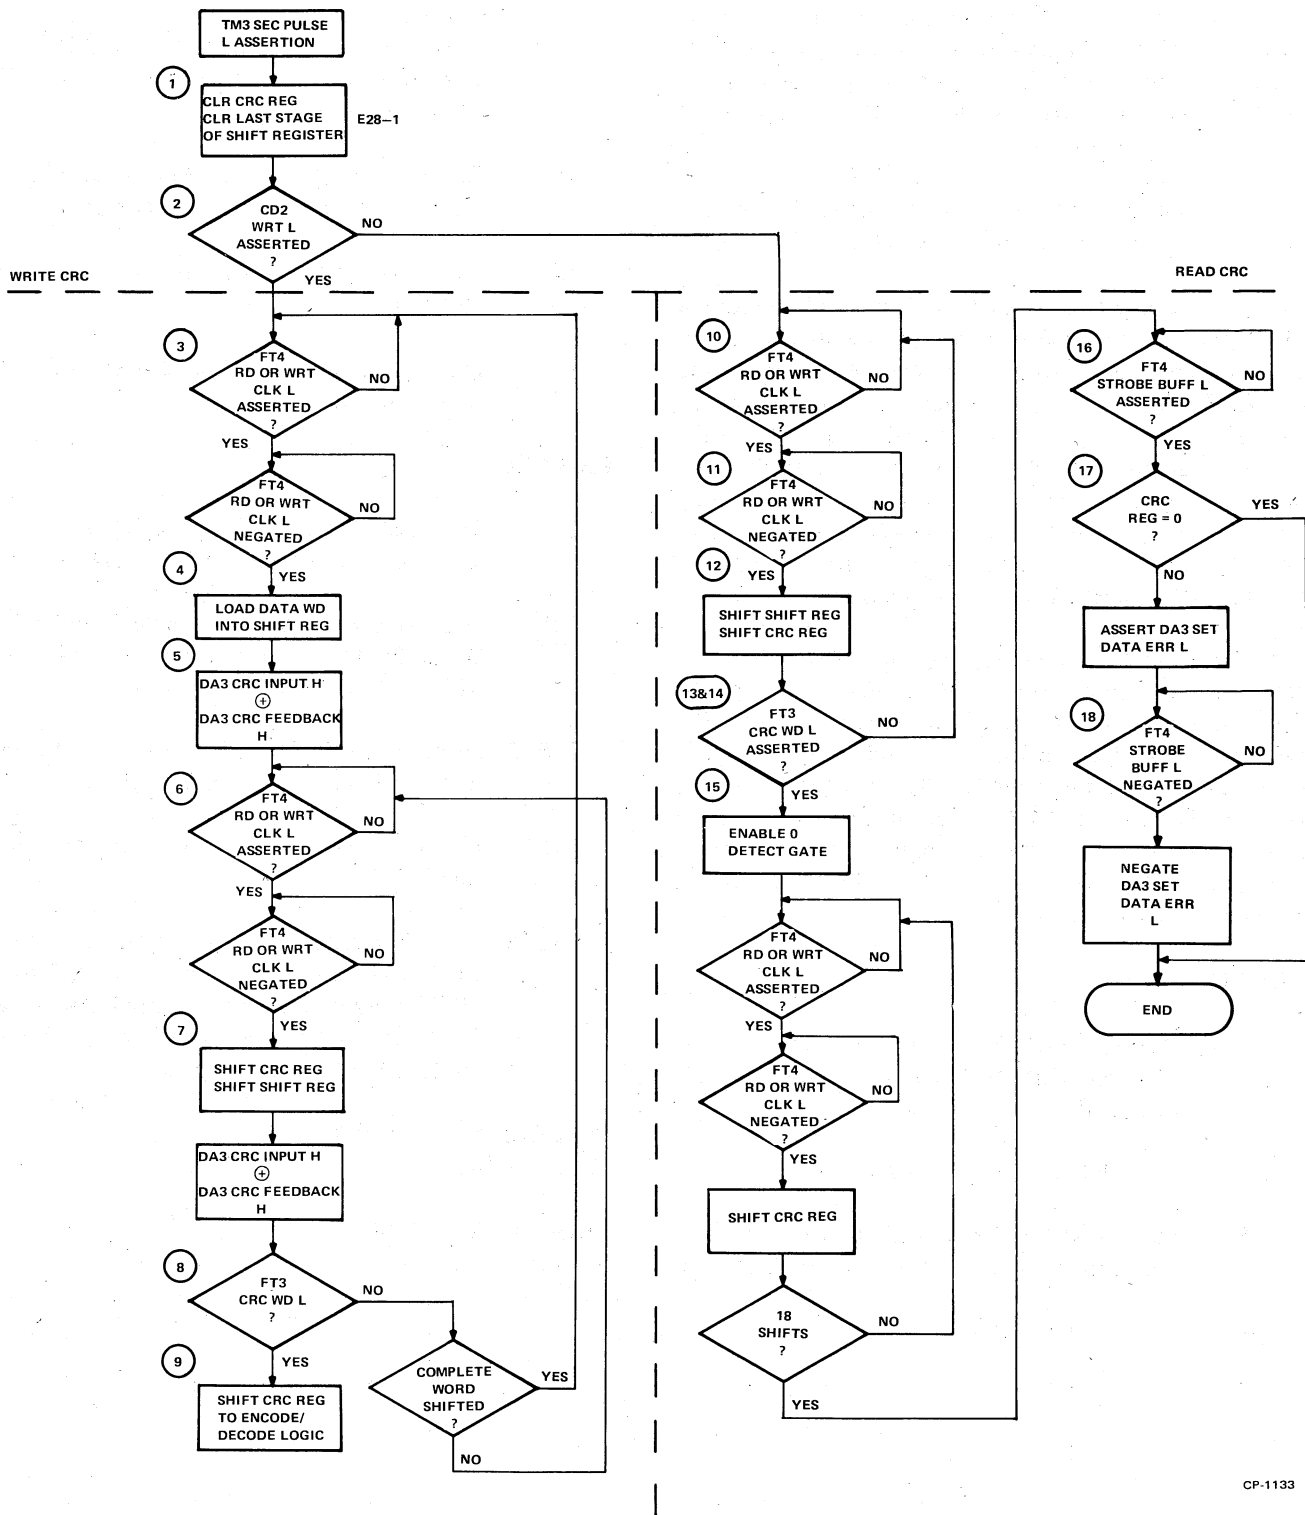 TM3 SEC PULSE
L ASSERTION
1
CLR CRC REG
CLR LAST STAGE
OF SHIFT REGISTER
E28-1
2
CD2
WRT L
ASSERTED
?
NO
YES
WRITE CRC
READ CRC
3
FT4
RD OR WRT
CLK L
ASSERTED
?
NO
YES
FT4
RD OR WRT
CLK L
NEGATED
?
NO
YES
4
LOAD DATA WD
INTO SHIFT REG
5
DA3 CRC INPUT H
⊕
DA3 CRC FEEDBACK
H
6
FT4
RD OR WRT
CLK L
ASSERTED
?
NO
YES
FT4
RD OR WRT
CLK L
NEGATED
?
NO
YES
7
SHIFT CRC REG
SHIFT SHIFT REG
DA3 CRC INPUT H
⊕
DA3 CRC FEEDBACK
H
8
FT3
CRC WD L
?
NO
YES
9
SHIFT CRC REG
TO ENCODE/
DECODE LOGIC
COMPLETE
WORD
SHIFTED
?
YES
NO
10
FT4
RD OR WRT
CLK L
ASSERTED
?
NO
YES
11
FT4
RD OR WRT
CLK L
NEGATED
?
NO
YES
12
SHIFT SHIFT REG
SHIFT CRC REG
13&14
FT3
CRC WD L
ASSERTED
?
NO
YES
15
ENABLE 0
DETECT GATE
FT4
RD OR WRT
CLK L
ASSERTED
?
NO
YES
FT4
RD OR WRT
CLK L
NEGATED
?
NO
YES
SHIFT CRC REG
18
SHIFTS
?
NO
YES
16
FT4
STROBE BUFF L
ASSERTED
?
NO
YES
17
CRC
REG = 0
?
YES
NO
ASSERT DA3 SET
DATA ERR L
18
FT4
STROBE
BUFF L
NEGATED
?
NO
YES
NEGATE
DA3 SET
DATA ERR
L
END
CP-1133